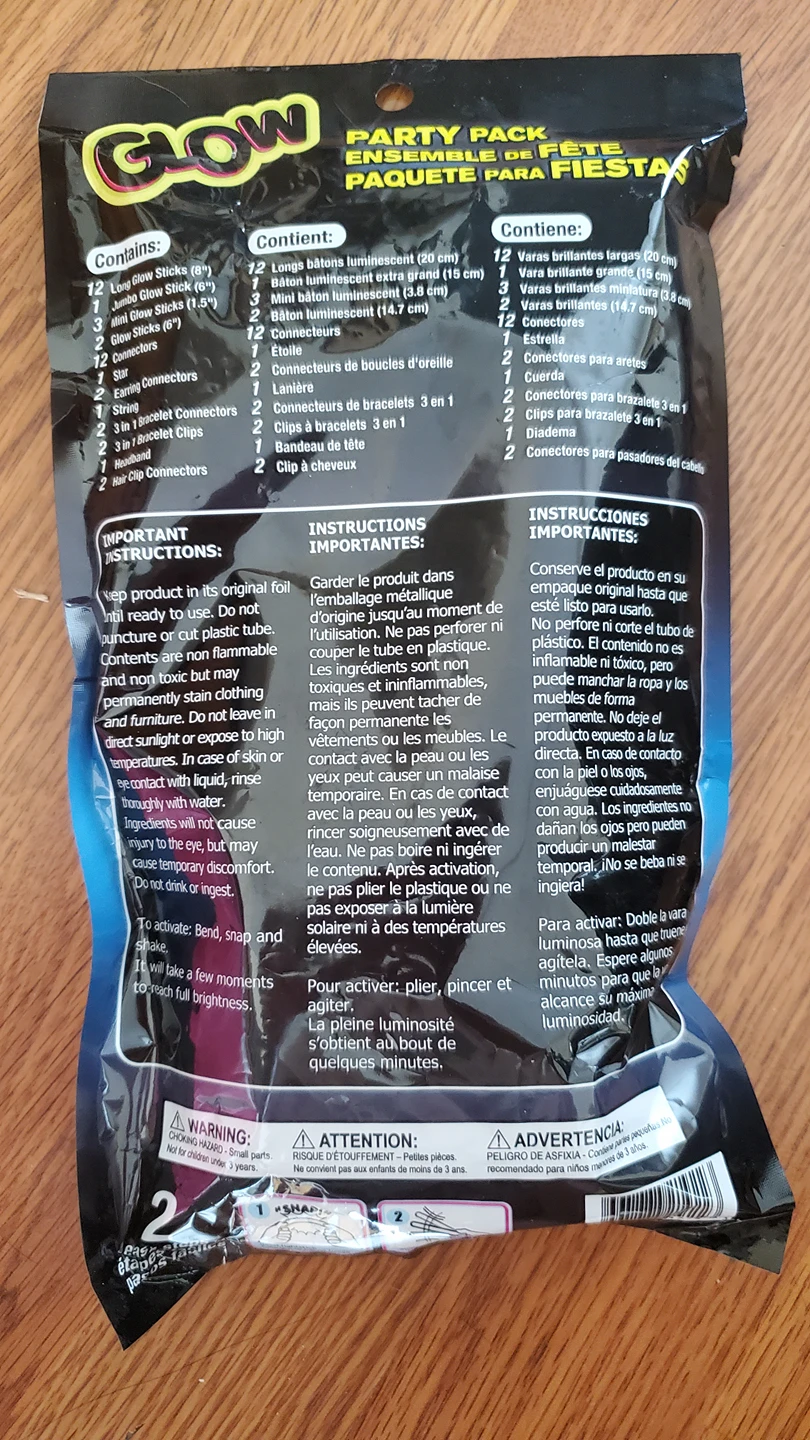 GLOW
PARTY PACK
ENSEMBLE DE FÊTE
PAQUETE PARA FIESTAS
Contains:
12 Long Glow Sticks (8")
1 Jumbo Glow Stick (6")
3 Mini Glow Sticks (1.5")
2 Glow Sticks (6")
12 Connectors
1 Star
2 Earring Connectors
1 String
2 3 in 1 Bracelet Connectors
2 3 in 1 Bracelet Clips
1 Headband
2 Hair Clip Connectors
Contient:
12 Longs bâtons luminescent (20 cm)
1 Bâton luminescent extra grand (15 cm)
3 Mini bâton luminescent (3.8 cm)
2 Bâton luminescent (14.7 cm)
12 Connecteurs
1 Étoile
2 Connecteurs de boucles d'oreille
1 Lanière
2 Connecteurs de bracelets 3 en 1
2 Clips à bracelets 3 en 1
1 Bandeau de tête
2 Clip à cheveux
Contiene:
12 Varas brillantes largas (20 cm)
1 Vara brillante grande (15 cm)
3 Varas brillantes miniatura (3.8 cm)
2 Varas brillantes (14.7 cm)
12 Conectores
1 Estrella
2 Conectores para aretes
1 Cuerda
2 Conectores para brazalete 3 en 1
2 Clips para brazalete 3 en 1
1 Diadema
2 Conectores para pasadores del cabello
IMPORTANT
INSTRUCTIONS:
Keep product in its original foil
until ready to use. Do not
puncture or cut plastic tube.
Contents are non flammable
and non toxic but may
permanently stain clothing
and furniture. Do not leave in
direct sunlight or expose to high
temperatures. In case of skin or
eye contact with liquid, rinse
thoroughly with water.
Ingredients will not cause
injury to the eye, but may
cause temporary discomfort.
Do not drink or ingest.
To activate: Bend, snap and
shake.
It will take a few moments
to reach full brightness.
INSTRUCTIONS
IMPORTANTES:
Garder le produit dans
l'emballage métallique
d'origine jusqu'au moment de
l'utilisation. Ne pas perforer ni
couper le tube en plastique.
Les ingrédients sont non
toxiques et ininflammables,
mais ils peuvent tacher de
façon permanente les
vêtements ou les meubles. Le
contact avec la peau ou les
yeux peut causer un malaise
temporaire. En cas de contact
avec la peau ou les yeux,
rincer soigneusement avec de
l'eau. Ne pas boire ni ingérer
le contenu. Après activation,
ne pas plier le plastique ou ne
pas exposer à la lumière
solaire ni à des températures
élevées.
Pour activer: plier, pincer et
agiter.
La pleine luminosité
s'obtient au bout de
quelques minutes.
INSTRUCCIONES
IMPORTANTES:
Conserve el producto en su
empaque original hasta que
esté listo para usarlo.
No perfore ni corte el tubo de
plástico. El contenido no es
inflamable ni tóxico, pero
puede manchar la ropa y los
muebles de forma
permanente. No deje el
producto expuesto a la luz
directa. En caso de contacto
con la piel o los ojos,
enjuáguese cuidadosamente
con agua. Los ingredientes no
dañan los ojos pero pueden
producir un malestar
temporal. ¡No se beba ni se
ingiera!
Para activar: Doble la vara
luminosa hasta que truene
agítela. Espere algunos
minutos para que la
alcance su máxima
luminosidad.
WARNING:
CHOKING HAZARD - Small parts.
Not for children under 3 years.
ATTENTION:
RISQUE D'ÉTOUFFEMENT – Petites pièces.
Ne convient pas aux enfants de moins de 3 ans.
ADVERTENCIA:
PELIGRO DE ASFIXIA - Contiene partes pequeñas. No
recomendado para niños menores de 3 años.
2
easy
étapes
pasos
1 "SNAP!"
2